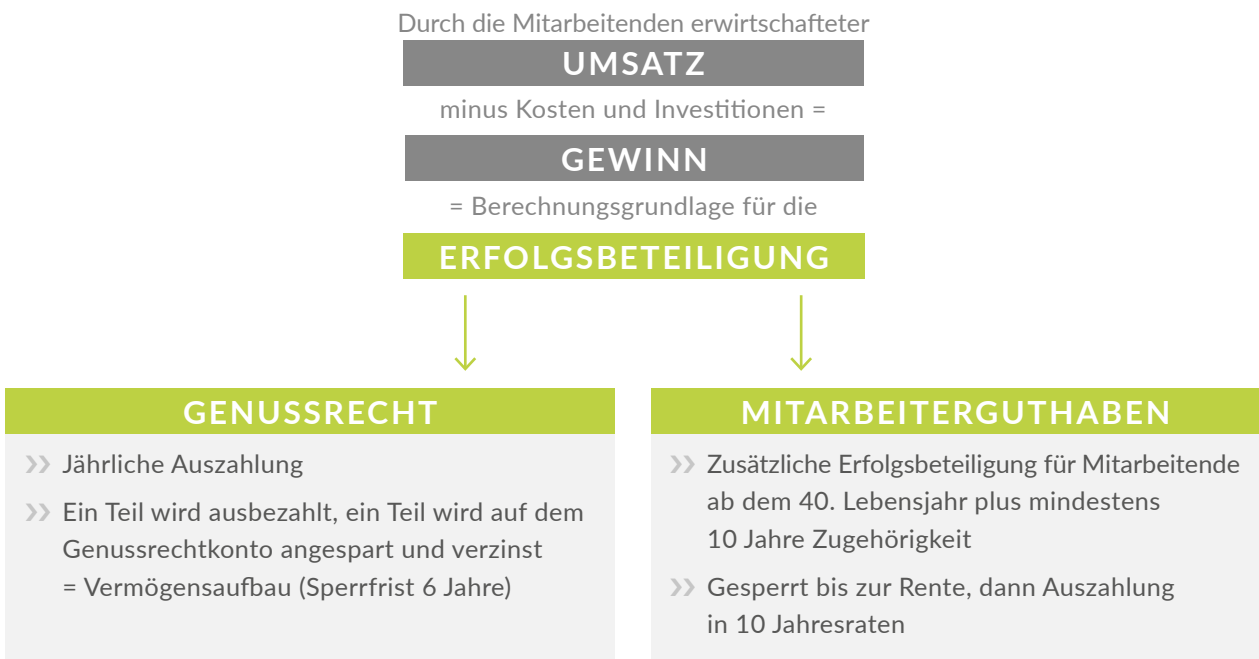 Durch die Mitarbeitenden erwirtschafteter
UMSATZ
minus Kosten und Investitionen =
GEWINN
= Berechnungsgrundlage für die
ERFOLGSBETEILIGUNG
GENUSSRECHT
Jährliche Auszahlung
Ein Teil wird ausbezahlt, ein Teil wird auf dem
Genussrechtkonto angespart und verzinst
= Vermögensaufbau (Sperrfrist 6 Jahre)
MITARBEITERGUTHABEN
Zusätzliche Erfolgsbeteiligung für Mitarbeitende
ab dem 40. Lebensjahr plus mindestens
10 Jahre Zugehörigkeit
Gesperrt bis zur Rente, dann Auszahlung
in 10 Jahresraten